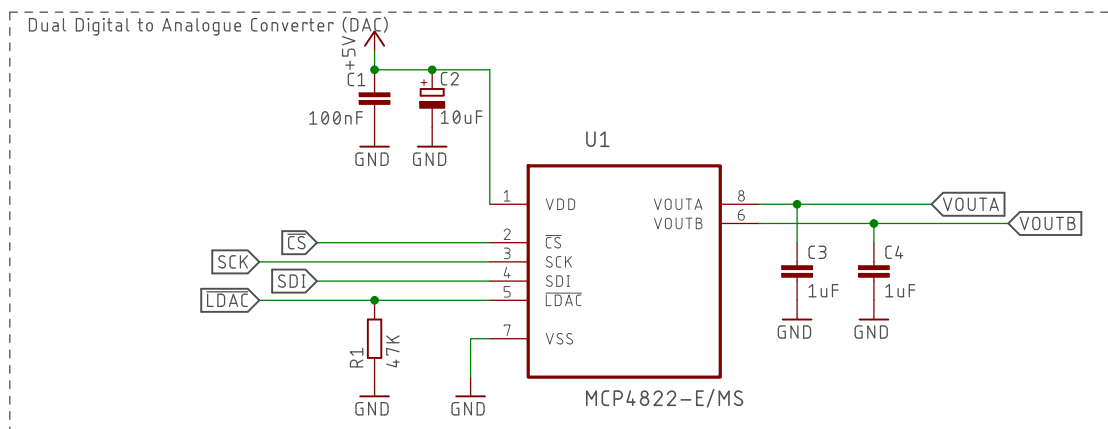 Dual Digital to Analogue Converter (DAC)
+5V
C1
100nF
GND
+
C2
10uF
GND
U1
1
VDD
VOUTA
8
VOUTA
VOUTB
6
VOUTB
CS
2
CS
SCK
3
SCK
SDI
4
SDI
LDAC
5
LDAC
7
VSS
C3
1uF
GND
C4
1uF
GND
R1
47K
GND
GND
MCP4822-E/MS